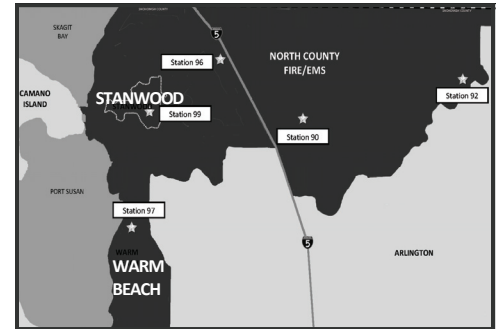 SKAGIT
BAY
5
Station 96
NORTH COUNTY
FIRE/EMS
CAMANO
ISLAND
STANWOOD
STANWOOD
Station 99
Station 92
Station 90
PORT SUSAN
Station 97
5
WARM
ARLINGTON
WARM
BEACH